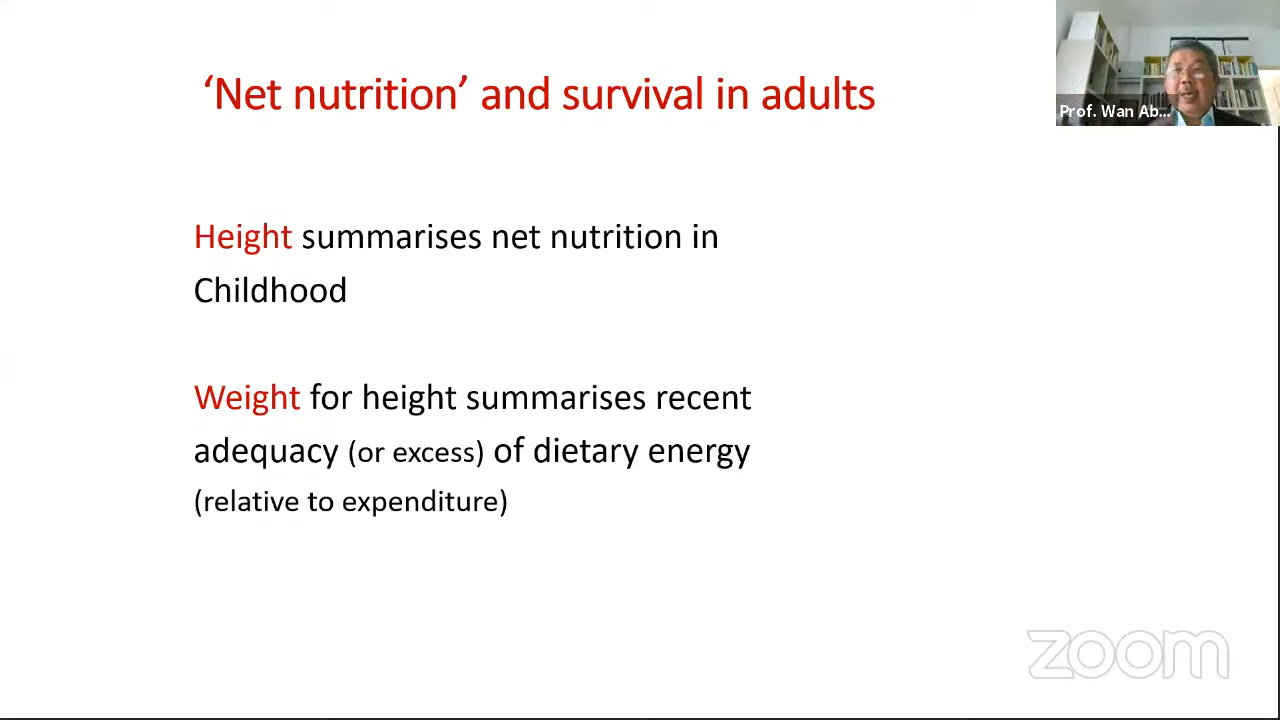 ‘Net nutrition’ and survival in adults
Prof. Wan Ab...
Height summarises net nutrition in
Childhood
Weight for height summarises recent
adequacy (or excess) of dietary energy
(relative to expenditure)
zoom